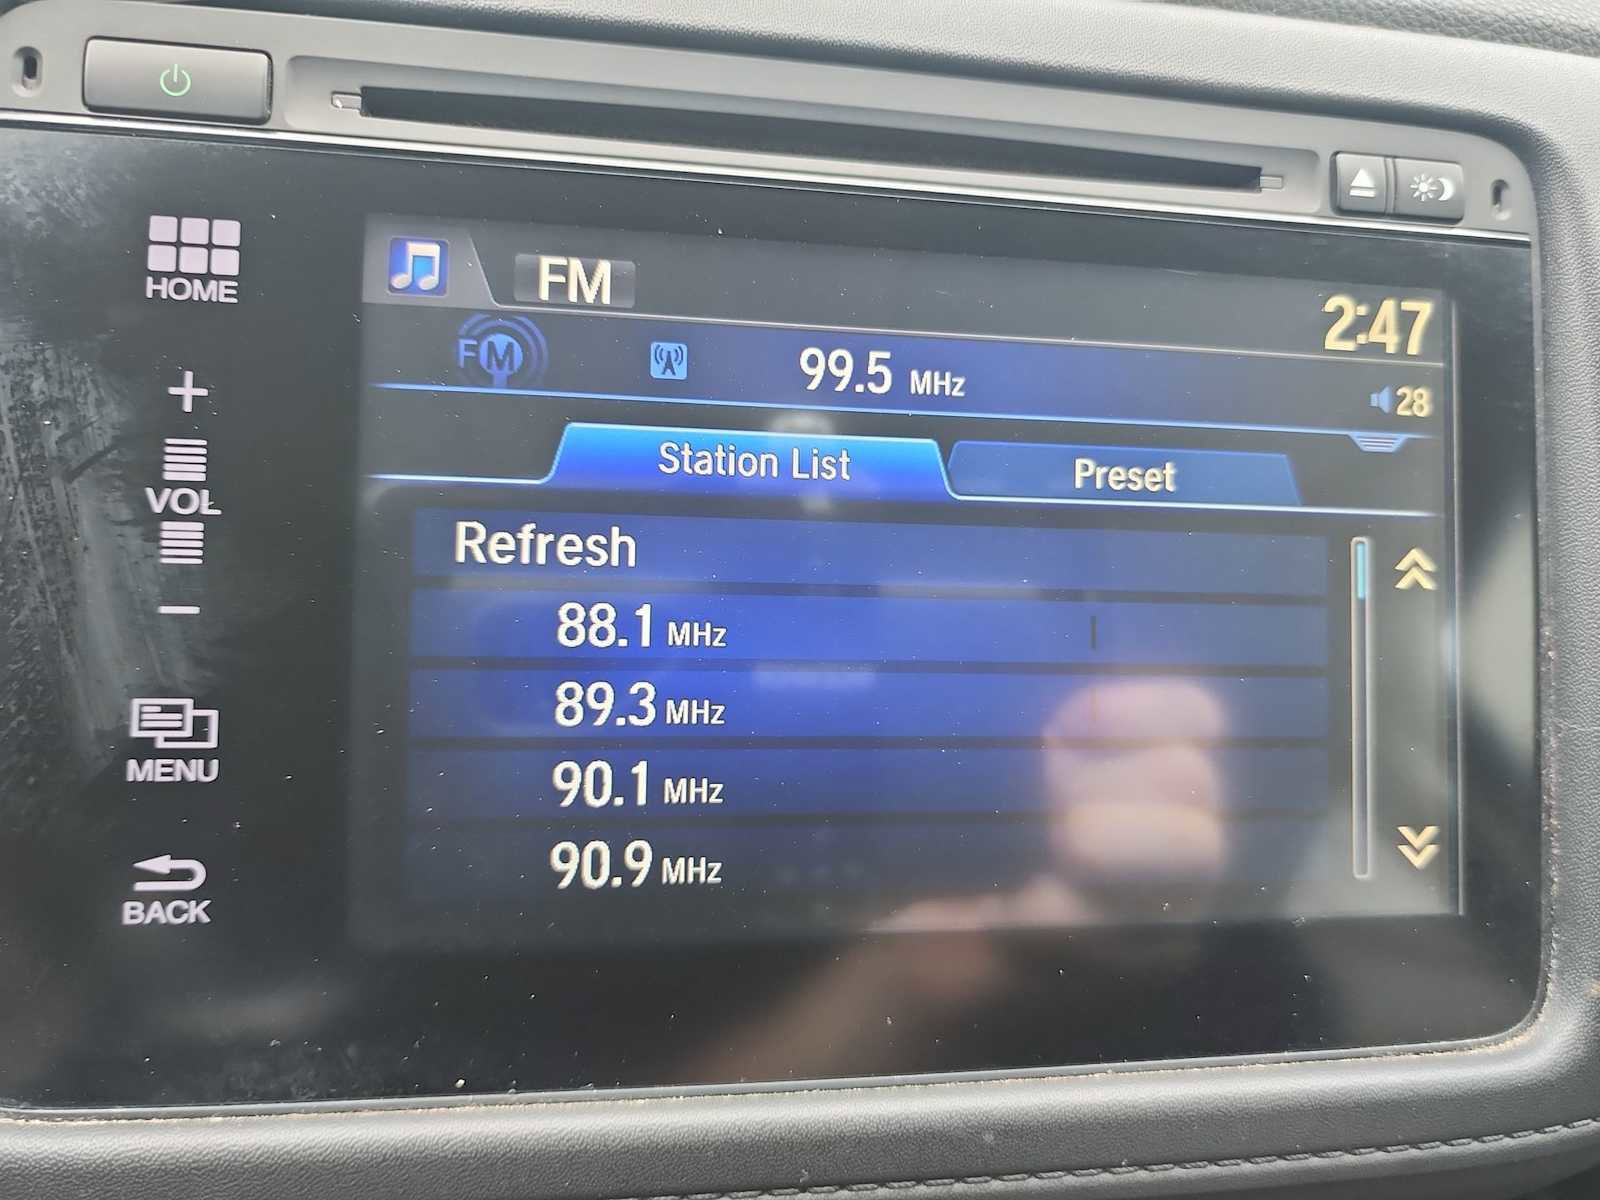 FM
2:47
FM
99.5 MHz
28
Station List
Preset
Refresh
88.1 MHz
89.3 MHz
90.1 MHz
90.9 MHz
HOME
+
VOL
−
MENU
BACK